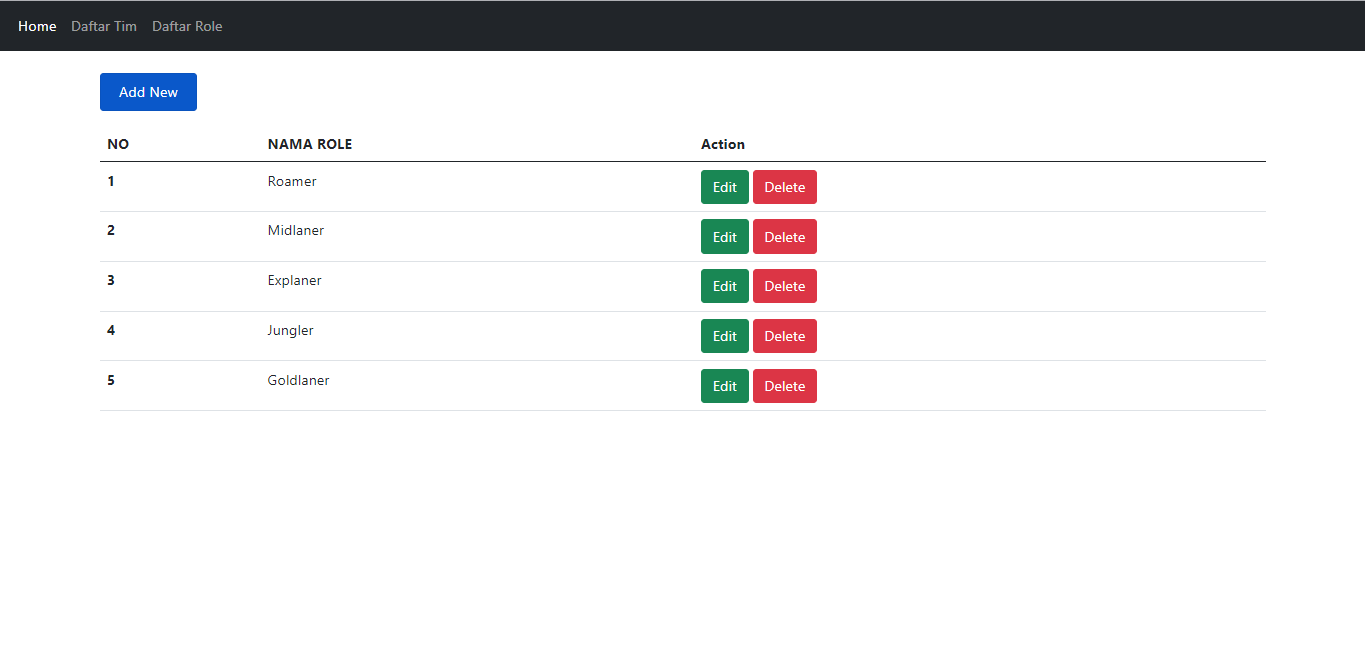 Home Daftar Tim Daftar Role
Add New
NO NAMA ROLE Action
1 Roamer Edit Delete
2 Midlaner Edit Delete
3 Explaner Edit Delete
4 Jungler Edit Delete
5 Goldlaner Edit Delete